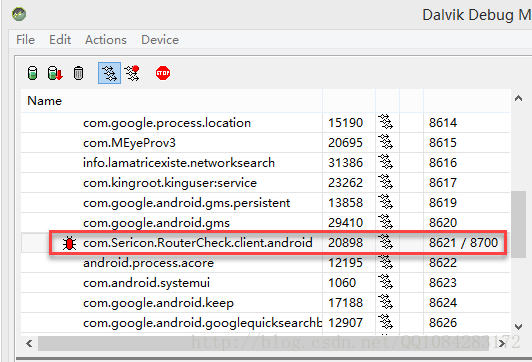 Dalvik Debug M
File Edit Actions Device
STOP
Name
com.google.process.location 15190 8614
com.MEyeProv3 20695 8615
info.lamatricexiste.networksearch 31386 8616
com.kingroot.kinguser:service 23262 8617
com.google.android.gms.persistent 13858 8619
com.google.android.gms 29410 8620
com.Sericon.RouterCheck.client.android 20898 8621 / 8700
android.process.acore 12195 8622
com.android.systemui 1060 8623
com.google.android.keep 17188 8624
com.google.android.googlequicksearchb 12907 8626
http://blog.csdn.net/QQ1084283172